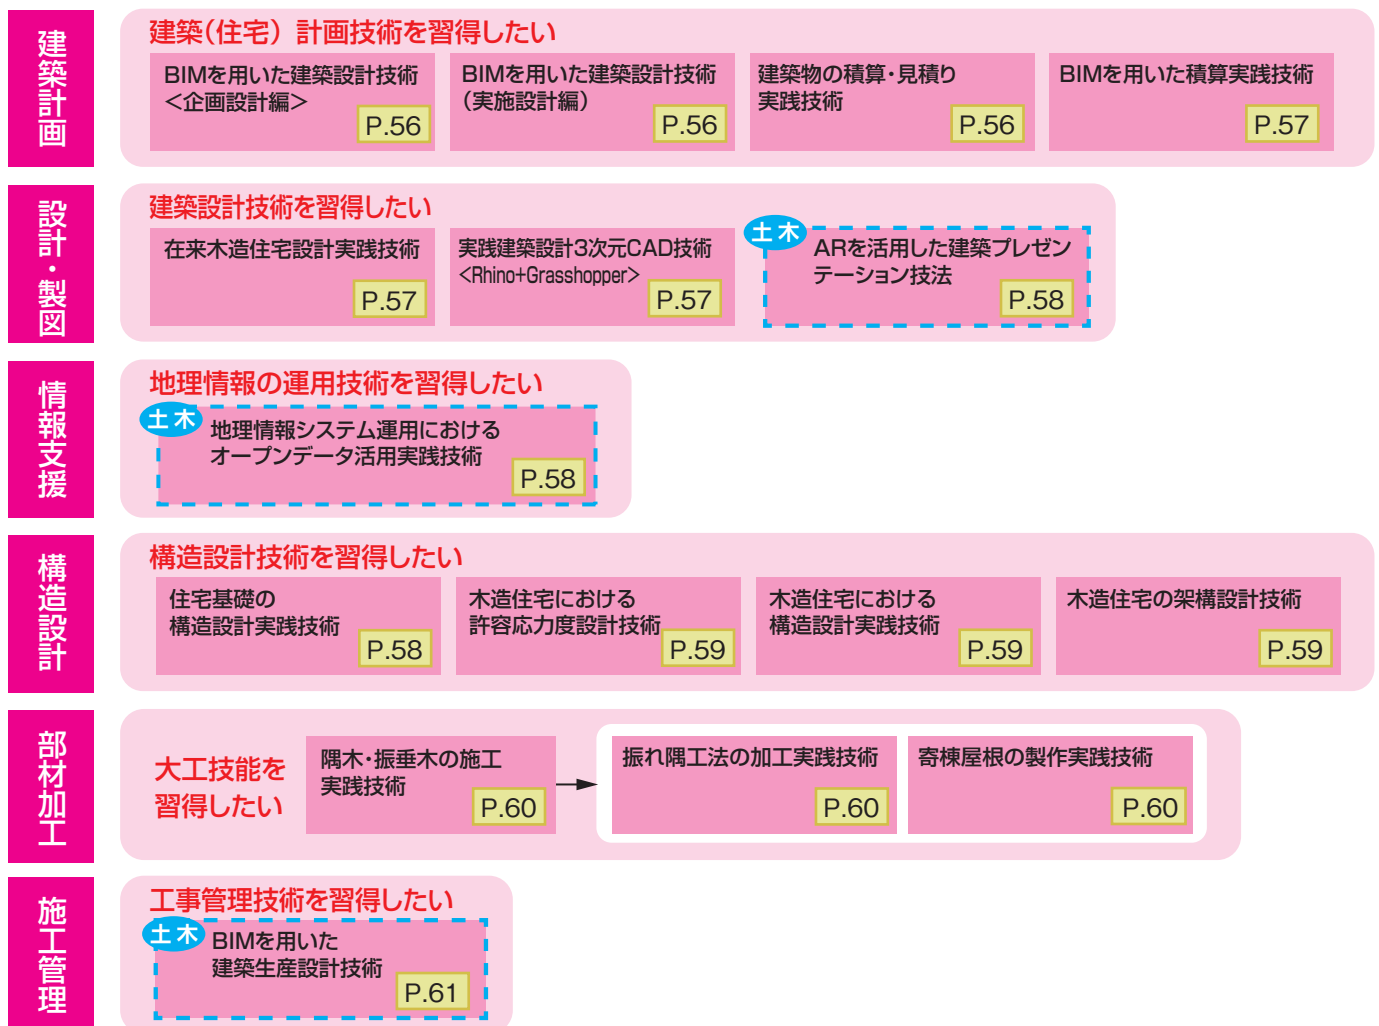 建築計画
建築（住宅）計画技術を習得したい
BIMを用いた建築設計技術
＜企画設計編＞
P.56
BIMを用いた建築設計技術
（実施設計編）
P.56
建築物の積算・見積り
実践技術
P.56
BIMを用いた積算実践技術
P.57
設計・製図
建築設計技術を習得したい
在来木造住宅設計実践技術
P.57
実践建築設計3次元CAD技術
＜Rhino+Grasshopper＞
P.57
土木
ARを活用した建築プレゼン
テーション技法
P.58
情報支援
地理情報の運用技術を習得したい
土木
地理情報システム運用における
オープンデータ活用実践技術
P.58
構造設計
構造設計技術を習得したい
住宅基礎の
構造設計実践技術
P.58
木造住宅における
許容応力度設計技術
P.59
木造住宅における
構造設計実践技術
P.59
木造住宅の架構設計技術
P.59
部材加工
大工技能を
習得したい
隅木・振垂木の施工
実践技術
P.60
振れ隅工法の加工実践技術
P.60
寄棟屋根の製作実践技術
P.60
施工管理
工事管理技術を習得したい
土木
BIMを用いた
建築生産設計技術
P.61